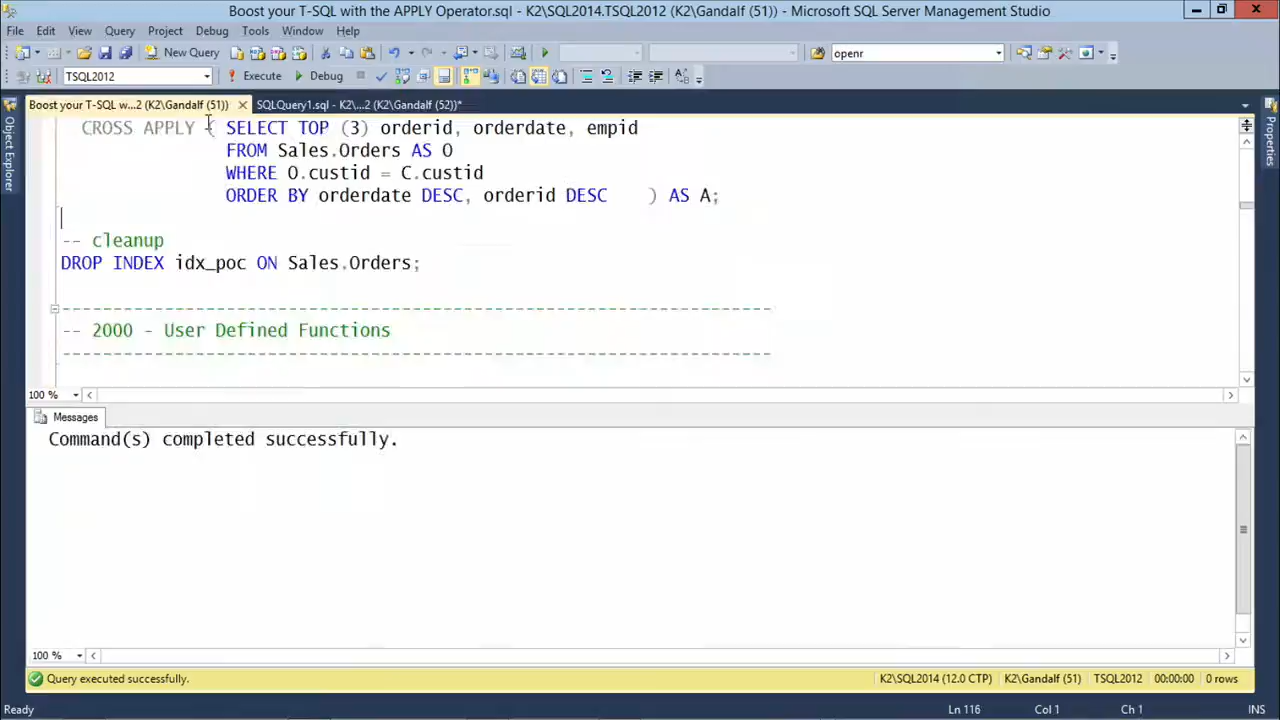 Boost your T-SQL with the APPLY Operator.sql - K2\SQL2014.TSQL2012 (K2\Gandalf (51)) - Microsoft SQL Server Management Studio
File Edit View Query Project Debug Tools Window Help
New Query openr
TSQL2012 Execute Debug
Boost your T-SQL w...2 (K2\Gandalf (51)) SQLQuery1.sql - K2\...2 (K2\Gandalf (52))*
Object Explorer
Properties
CROSS APPLY ( SELECT TOP (3) orderid, orderdate, empid
FROM Sales.Orders AS O
WHERE O.custid = C.custid
ORDER BY orderdate DESC, orderid DESC ) AS A;
-- cleanup
DROP INDEX idx_poc ON Sales.Orders;
---------------------------------------------------------------------
-- 2000 - User Defined Functions
---------------------------------------------------------------------
100 %
Messages
Command(s) completed successfully.
100 %
Query executed successfully. K2\SQL2014 (12.0 CTP) K2\Gandalf (51) TSQL2012 00:00:00 0 rows
Ready Ln 116 Col 1 Ch 1 INS